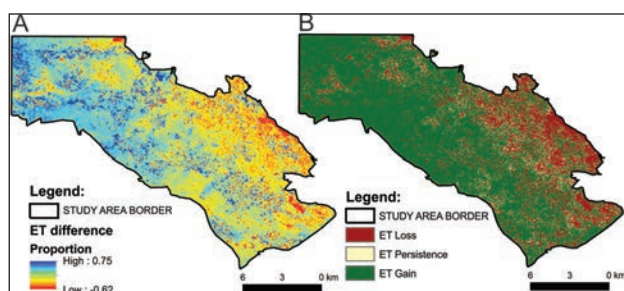 A
B
Legend:
STUDY AREA BORDER
ET difference
Proportion
High : 0.75
Low : -0.62
6 3 0 km
Legend:
STUDY AREA BORDER
ET Loss
ET Persistence
ET Gain
6 3 0 km